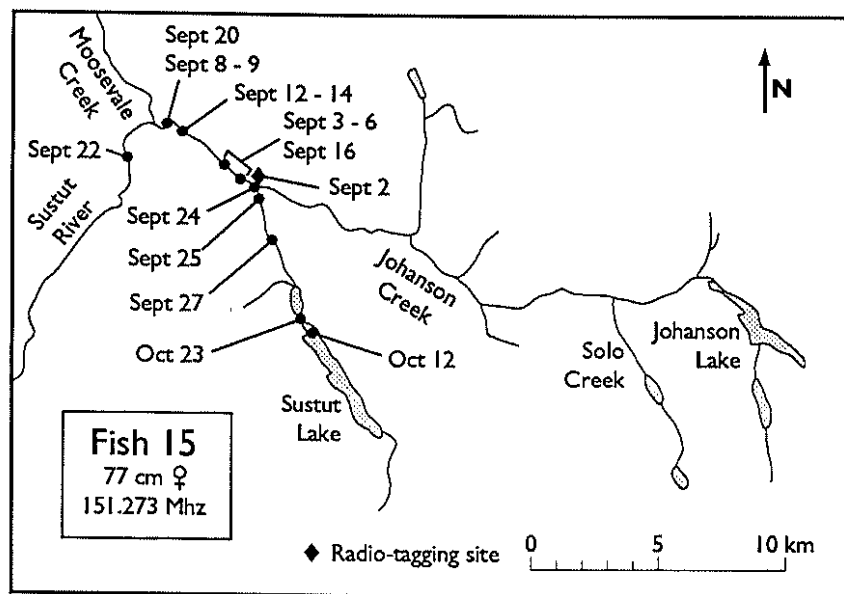 Moosevale
Creek
Sept 20
Sept 8 - 9
Sept 12 - 14
Sept 3 - 6
Sept 16
Sept 2
N
Sept 22
Sustut
River
Sept 24
Sept 25
Sept 27
Oct 23
Oct 12
Johanson
Creek
Sustut
Lake
Solo
Creek
Johanson
Lake
Fish 15
77 cm ♀
151.273 Mhz
♦ Radio-tagging site
0 5 10 km